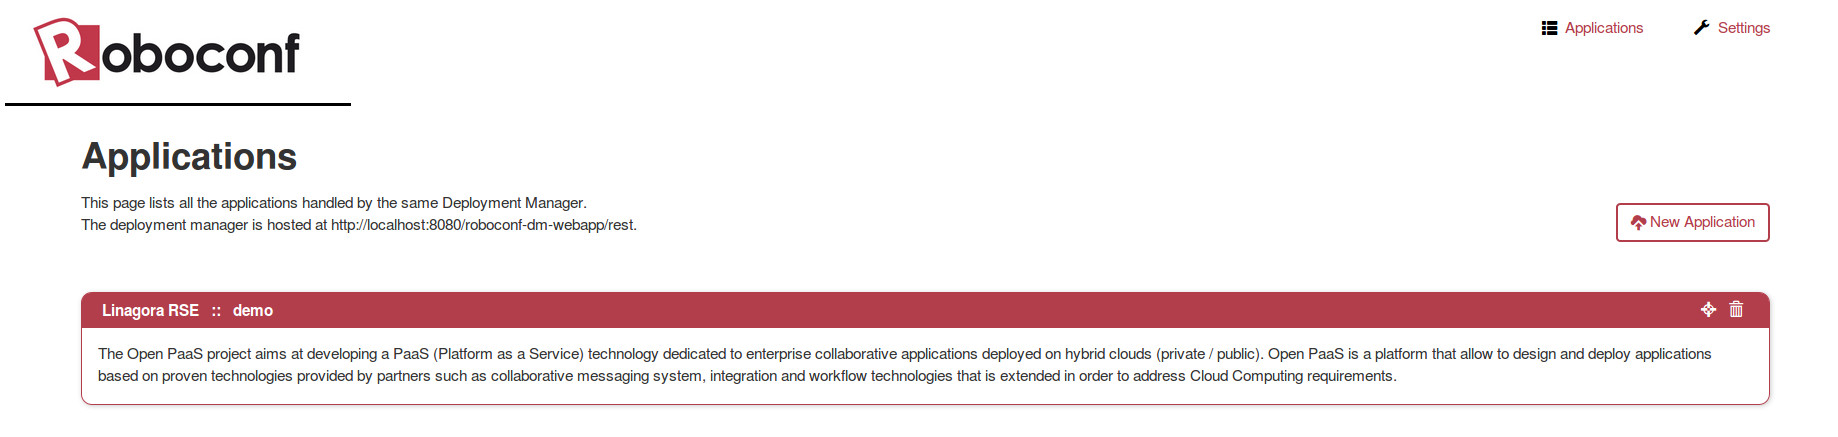 Roboconf
Applications
Settings
Applications
This page lists all the applications handled by the same Deployment Manager.
The deployment manager is hosted at http://localhost:8080/roboconf-dm-webapp/rest.
New Application
Linagora RSE :: demo
The Open PaaS project aims at developing a PaaS (Platform as a Service) technology dedicated to enterprise collaborative applications deployed on hybrid clouds (private / public). Open PaaS is a platform that allow to design and deploy applications
based on proven technologies provided by partners such as collaborative messaging system, integration and workflow technologies that is extended in order to address Cloud Computing requirements.